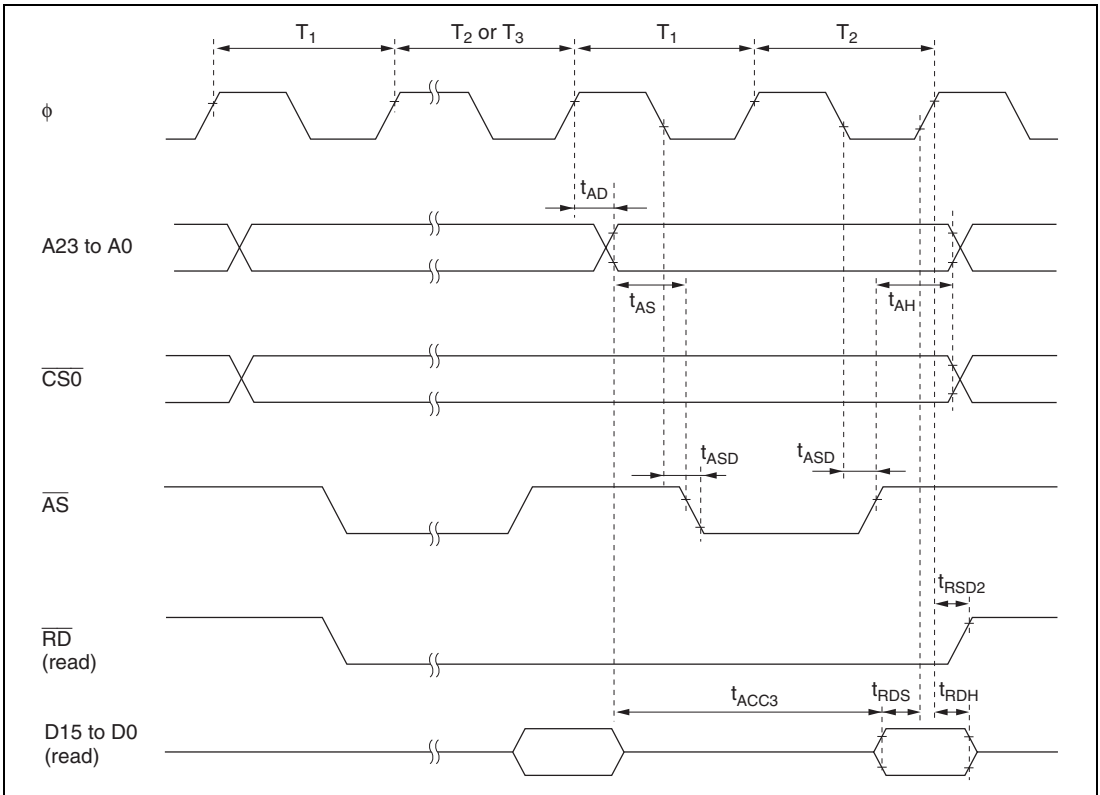 T1 T2 or T3 T1 T2
φ
tAD
A23 to A0
tAS tAH
CS0
tASD tASD
AS
tRSD2
RD
(read)
tACC3 tRDS tRDH
D15 to D0
(read)